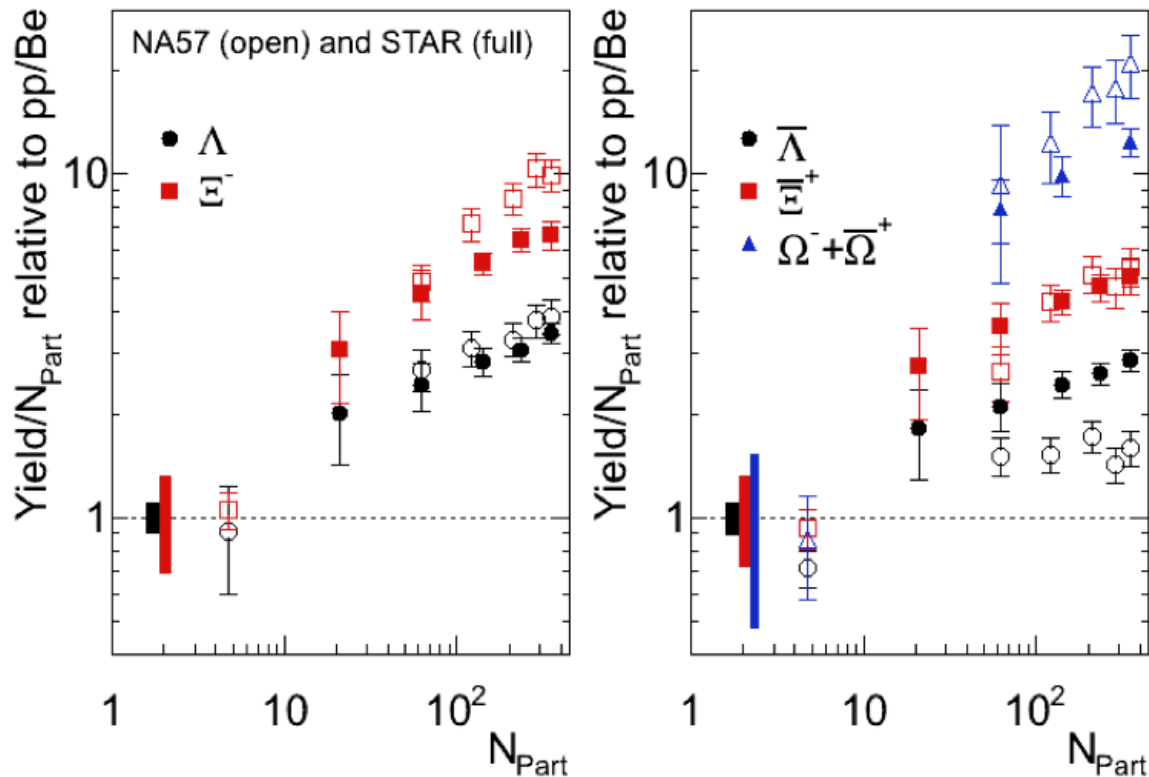 Yield/N_Part relative to pp/Be
NA57 (open) and STAR (full)
Λ
Ξ⁻
10
1
1
10
10²
N_Part
Yield/N_Part relative to pp/Be
Λ̅
Ξ̅⁺
Ω⁻+Ω̅⁺
10
1
1
10
10²
N_Part